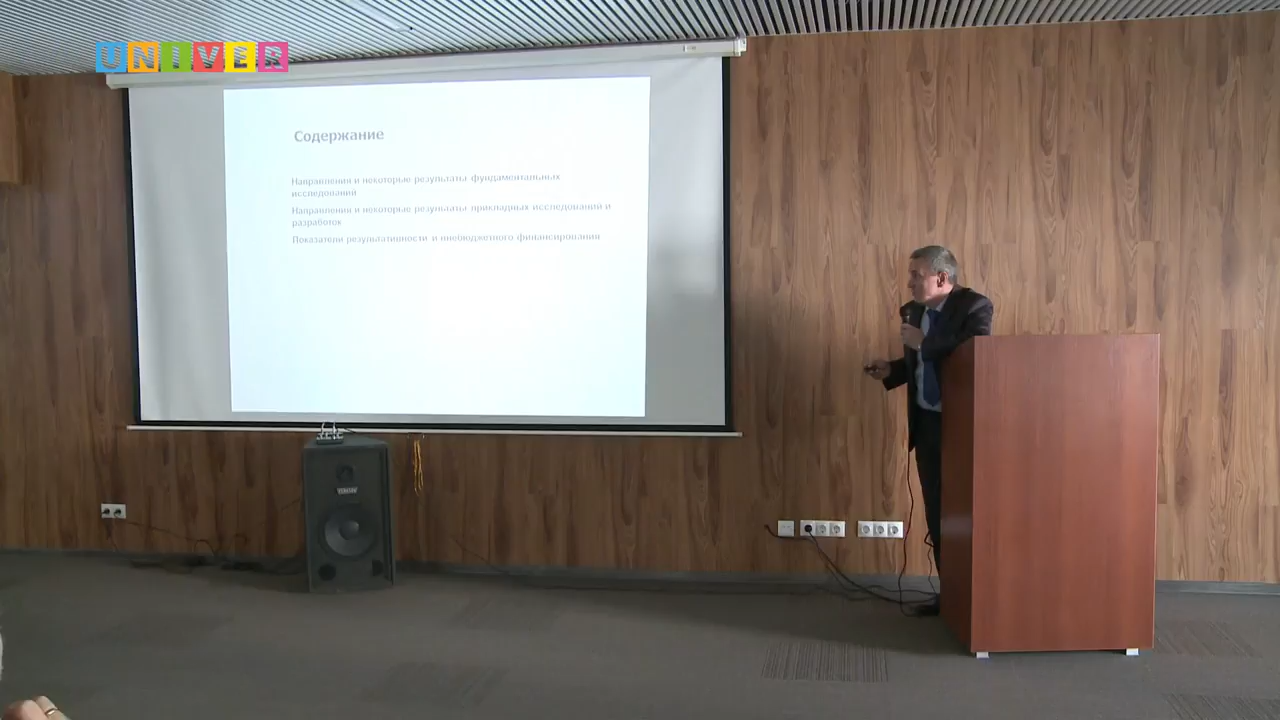 UNIVER
Содержание
Направления и некоторые результаты фундаментальных
исследований
Направления и некоторые результаты прикладных исследований и
разработок
Показатели результативности и внебюджетного финансирования